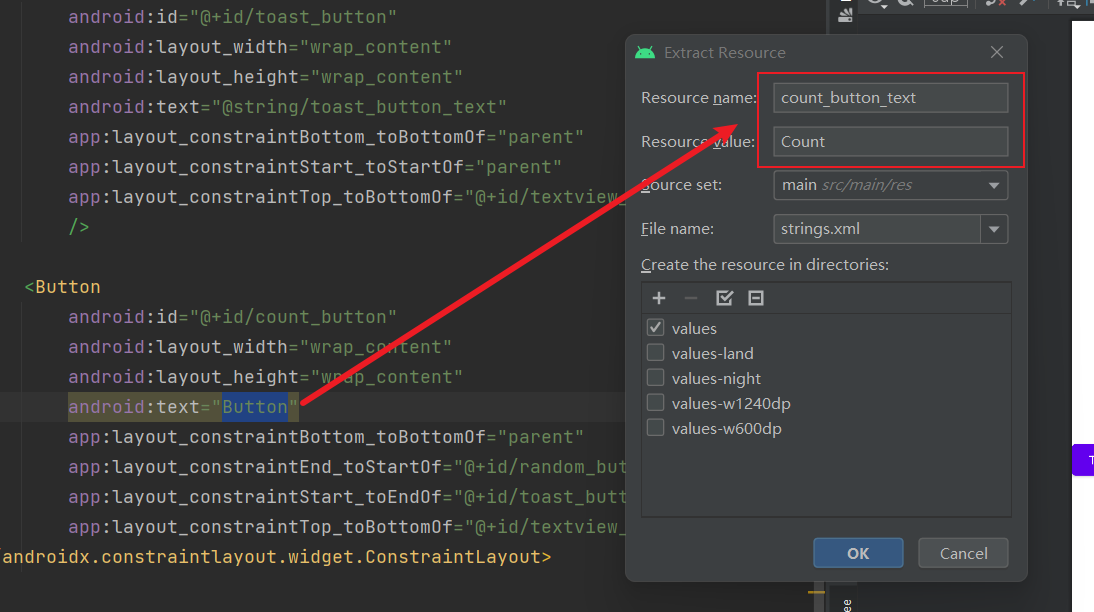 android:id="@+id/toast_button"
android:layout_width="wrap_content"
android:layout_height="wrap_content"
android:text="@string/toast_button_text"
app:layout_constraintBottom_toBottomOf="parent"
app:layout_constraintStart_toStartOf="parent"
app:layout_constraintTop_toBottomOf="@+id/textview_
/>
<Button
android:id="@+id/count_button"
android:layout_width="wrap_content"
android:layout_height="wrap_content"
android:text="Button"
app:layout_constraintBottom_toBottomOf="parent"
app:layout_constraintEnd_toStartOf="@+id/random_but
app:layout_constraintStart_toEndOf="@+id/toast_butt
app:layout_constraintTop_toBottomOf="@+id/textview_
/androidx.constraintlayout.widget.ConstraintLayout>
Extract Resource
Resource name: count_button_text
Resource value: Count
Source set: main src/main/res
File name: strings.xml
Create the resource in directories:
values
values-land
values-night
values-w1240dp
values-w600dp
OK Cancel